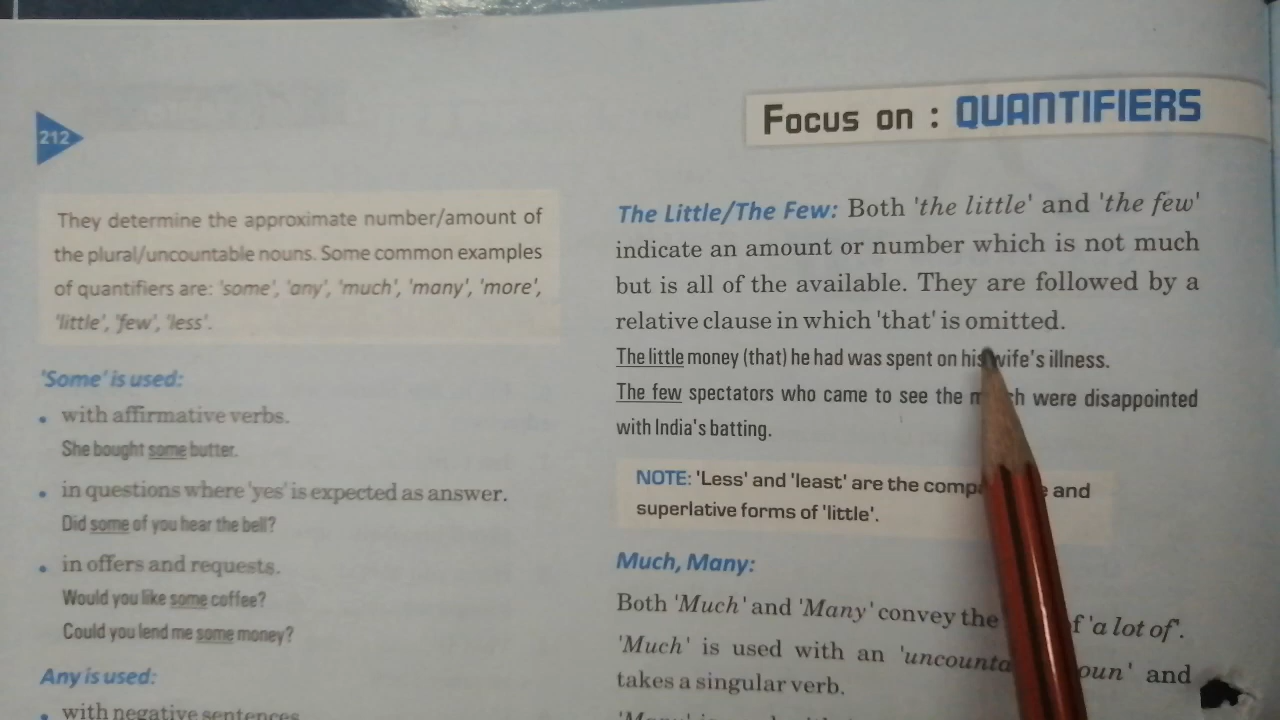 212
Focus on : QUANTIFIERS
They determine the approximate number/amount of
the plural/uncountable nouns. Some common examples
of quantifiers are: 'some', 'any', 'much', 'many', 'more',
'little', 'few', 'less'.
'Some' is used:
• with affirmative verbs.
She bought some butter.
• in questions where 'yes' is expected as answer.
Did some of you hear the bell?
• in offers and requests.
Would you like some coffee?
Could you lend me some money?
Any is used:
• with negative sentences
The Little/The Few: Both 'the little' and 'the few'
indicate an amount or number which is not much
but is all of the available. They are followed by a
relative clause in which 'that' is omitted.
The little money (that) he had was spent on his wife's illness.
The few spectators who came to see the were disappointed
with India's batting.
NOTE: 'Less' and 'least' are the and
superlative forms of 'little'.
Much, Many:
Both 'Much' and 'Many' convey the 'a lot of'.
'Much' is used with an and
takes a singular verb.